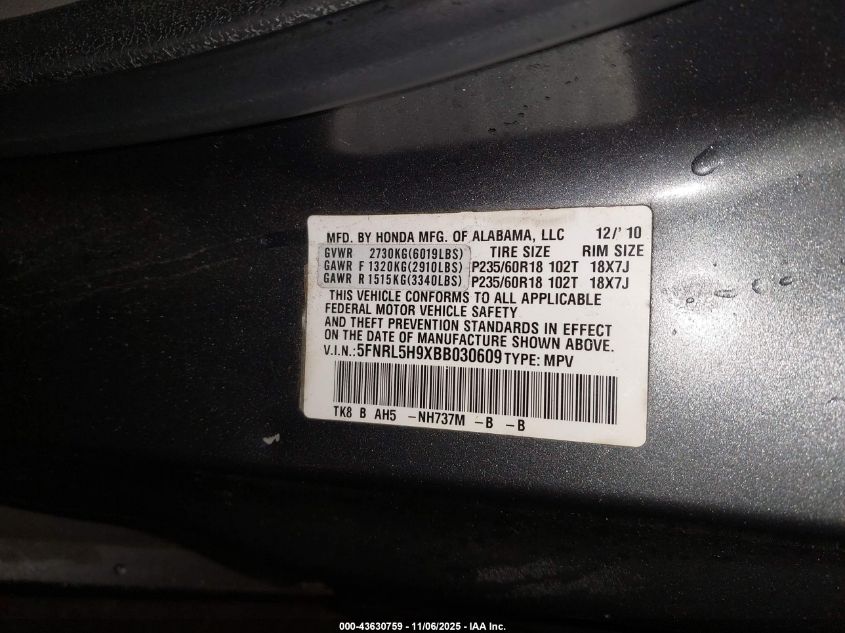 MFD. BY HONDA MFG. OF ALABAMA, LLC 12/'10
GVWR 2730KG(6019LBS) TIRE SIZE RIM SIZE
GAWR F 1320KG(2910LBS) P235/60R18 102T 18X7J
GAWR R 1515KG(3340LBS) P235/60R18 102T 18X7J
THIS VEHICLE CONFORMS TO ALL APPLICABLE
FEDERAL MOTOR VEHICLE SAFETY
AND THEFT PREVENTION STANDARDS IN EFFECT
ON THE DATE OF MANUFACTURE SHOWN ABOVE.
V.I.N.: 5FNRL5H9XBB030609 TYPE: MPV
TK8 B AH5 -NH737M -B -B
000-43630759 - 11/06/2025 - IAA Inc.